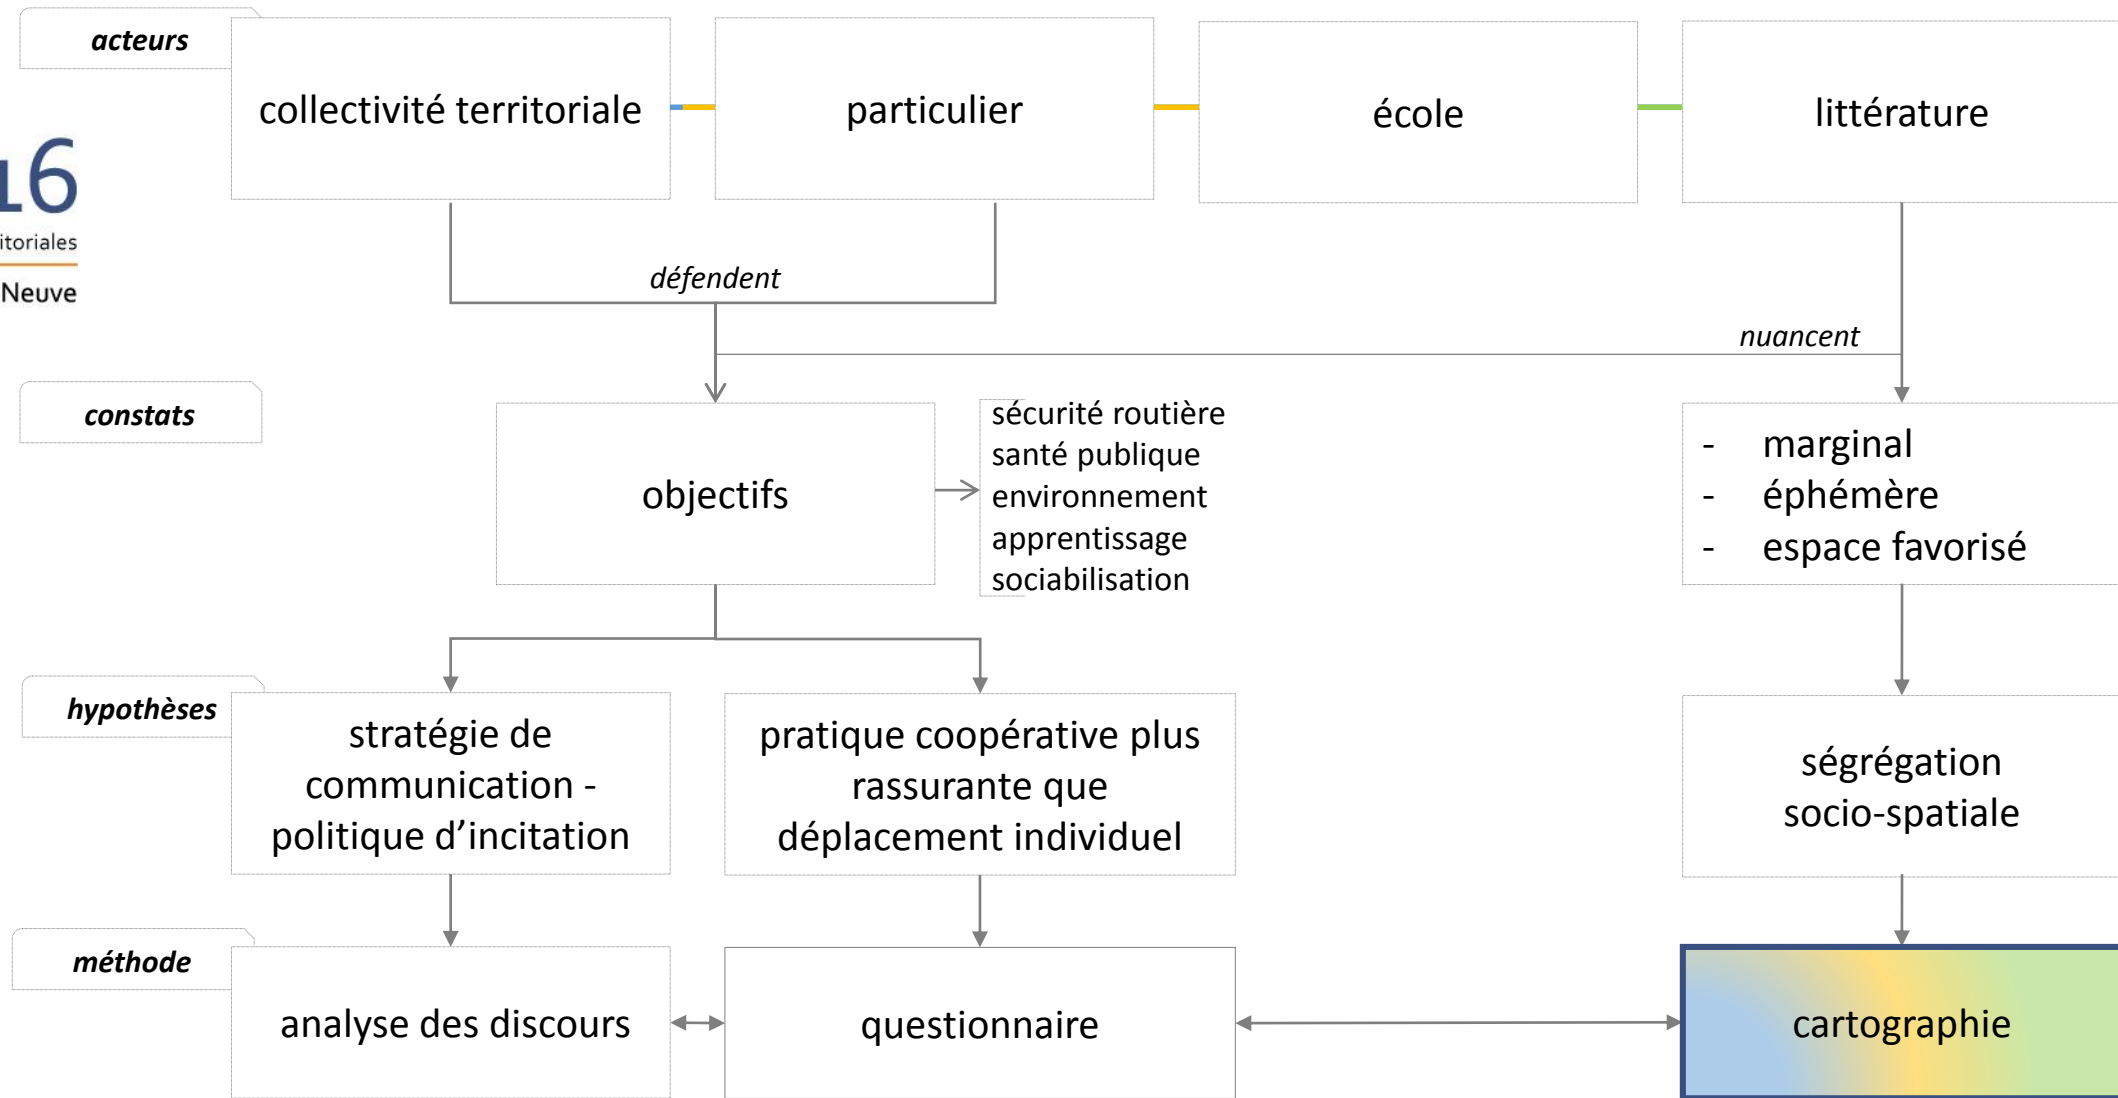 acteurs
collectivité territoriale
particulier
école
littérature
16
itoriales
Neuve
défendent
nuancent
constats
objectifs
sécurité routière
santé publique
environnement
apprentissage
sociabilisation
- marginal
- éphémère
- espace favorisé
hypothèses
stratégie de
communication -
politique d’incitation
pratique coopérative plus
rassurante que
déplacement individuel
ségrégation
socio-spatiale
méthode
analyse des discours
questionnaire
cartographie